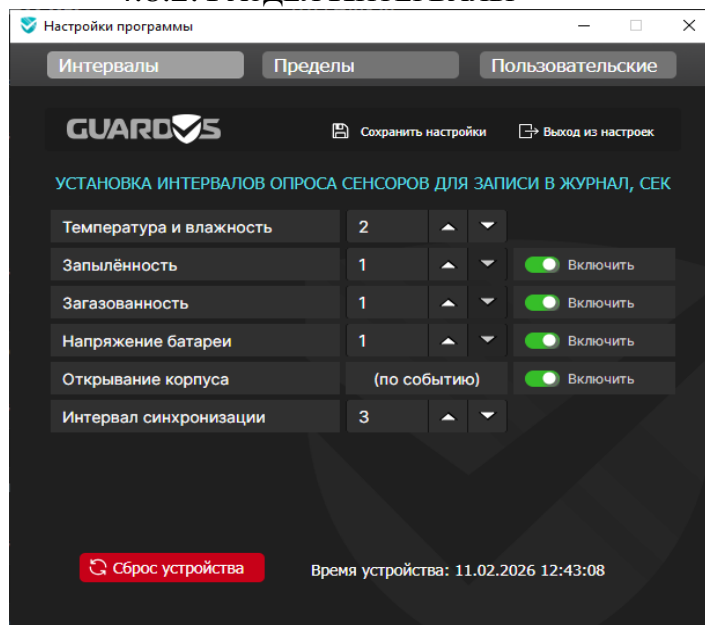 Настройки программы
Интервалы Пределы Пользовательские
GUARDVS Сохранить настройки Выход из настроек
УСТАНОВКА ИНТЕРВАЛОВ ОПРОСА СЕНСОРОВ ДЛЯ ЗАПИСИ В ЖУРНАЛ, СЕК
Температура и влажность 2
Запылённость 1 Включить
Загазованность 1 Включить
Напряжение батареи 1 Включить
Открывание корпуса (по событию) Включить
Интервал синхронизации 3
Сброс устройства Время устройства: 11.02.2026 12:43:08